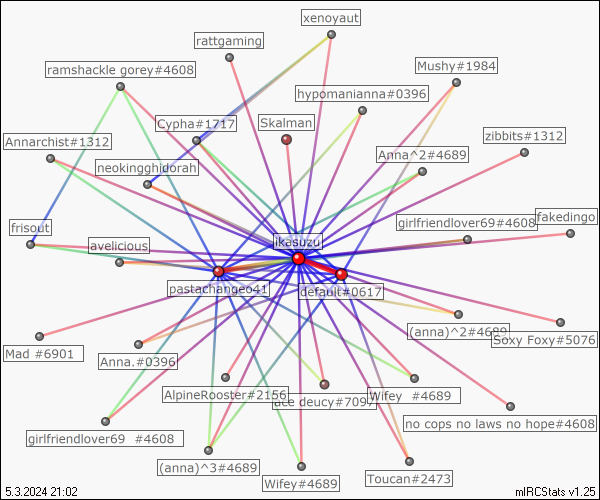 xenoyaut
rattgaming
Mushy#1984
ramshackle gorey#4608
hypomanianna#0396
Cypha#1717
Skalman
Annarchist#1312
zibbits#1312
Anna^2#4689
neokingghidorah
fakedingo
girlfriendlover69#4608
frisout
ikasuzu
avelicious
pastachange641
default#0617
(anna)^2#4689
Soxy Foxy#5076
Mad #6901
Anna.#0396
AlpineRooster#2156
ace deucy#7097
Wifey #4689
no cops no laws no hope#4608
girlfriendlover69 #4608
(anna)^3#4689
Wifey#4689
Toucan#2473
5.3.2024 21:02
mIRCStats v1.25